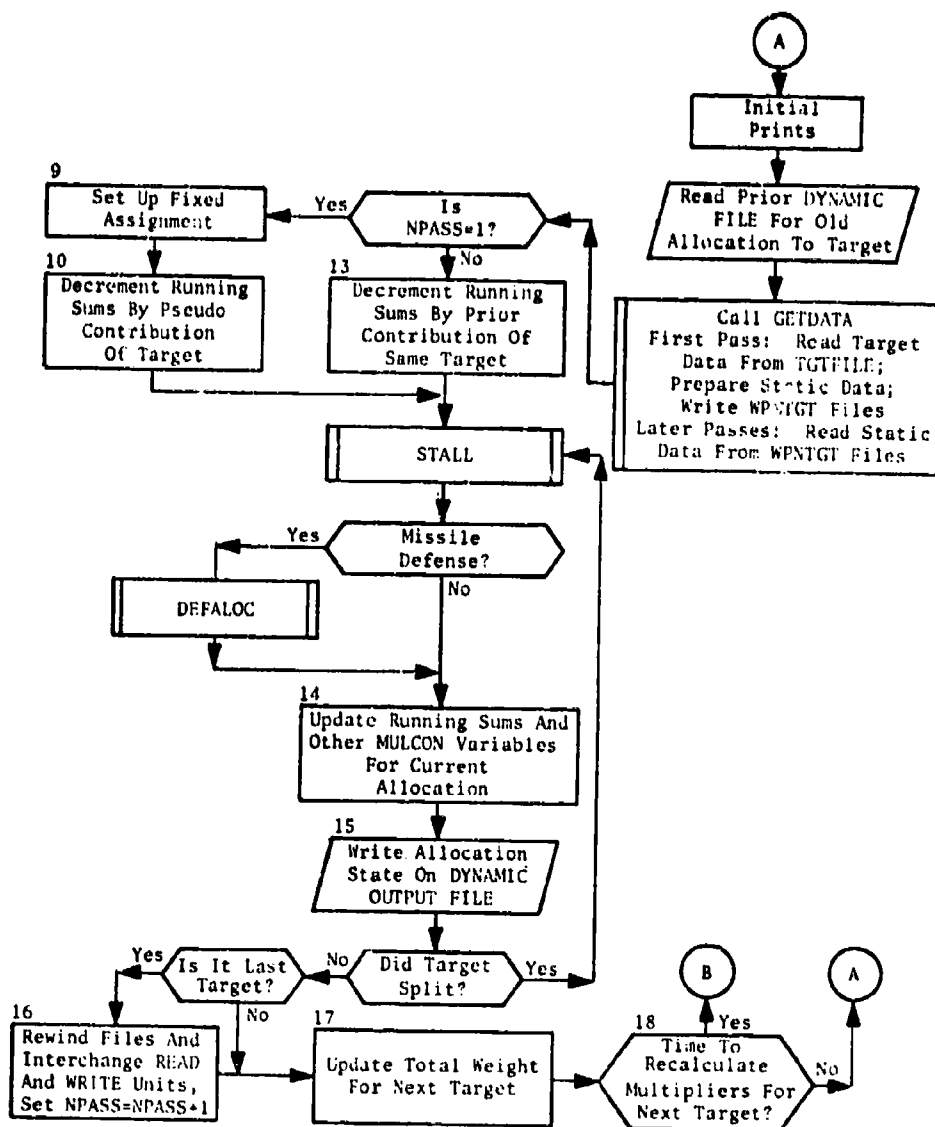 A
Initial
Prints
Read Prior DYNAMIC
FILE For Old
Allocation To Target
Call GETDATA
First Pass: Read Target
Data From TGTFILE;
Prepare Static Data;
Write WPNTGT Files
Later Passes: Read Static
Data From WPNTGT Files
Is
NPASS=1?
Yes
No
9
Set Up Fixed
Assignment
10
Decrement Running
Sums By Pseudo
Contribution
Of Target
13
Decrement Running
Sums By Prior
Contribution Of
Same Target
STALL
Missile
Defense?
Yes
No
DEFALOC
14
Update Running Sums And
Other MULCON Variables
For Current
Allocation
15
Write Allocation
State On DYNAMIC
OUTPUT FILE
Did Target
Split?
No
Yes
Is It Last
Target?
Yes
No
16
Rewind Files And
Interchange READ
And WRITE Units,
Set NPASS=NPASS+1
17
Update Total Weight
For Next Target
18
Time To
Recalculate
Multipliers For
Next Target?
Yes
No
B
A